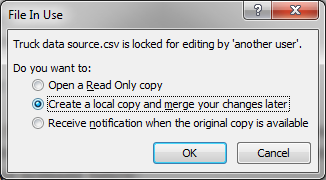 File In Use
Truck data source.csv is locked for editing by 'another user'.
Do you want to:
Open a Read Only copy
Create a local copy and merge your changes later
Receive notification when the original copy is available
OK
Cancel